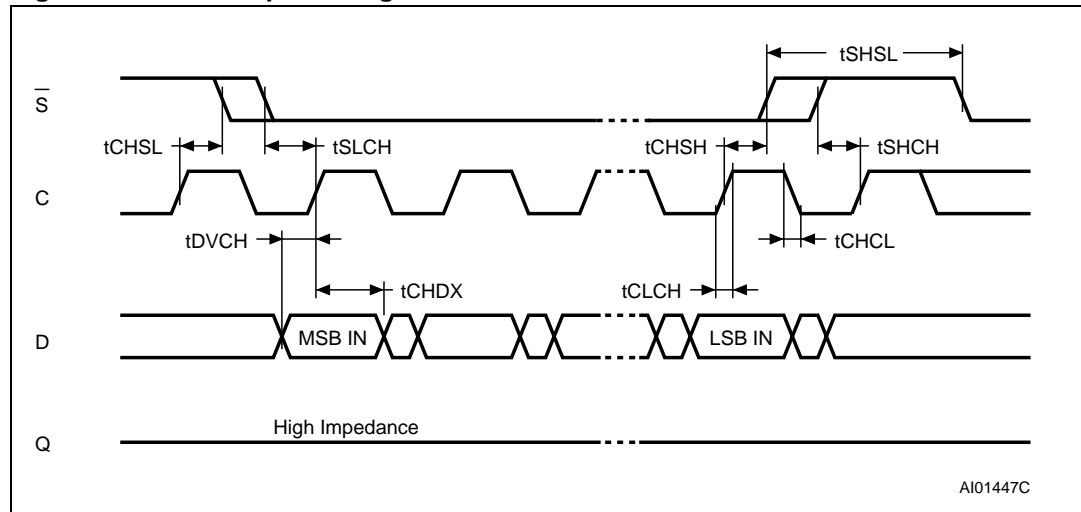 tSHSL
S
tCHSL
tSLCH
tCHSH
tSHCH
C
tDVCH
tCHCL
tCHDX
tCLCH
D
MSB IN
LSB IN
High Impedance
Q
AI01447C